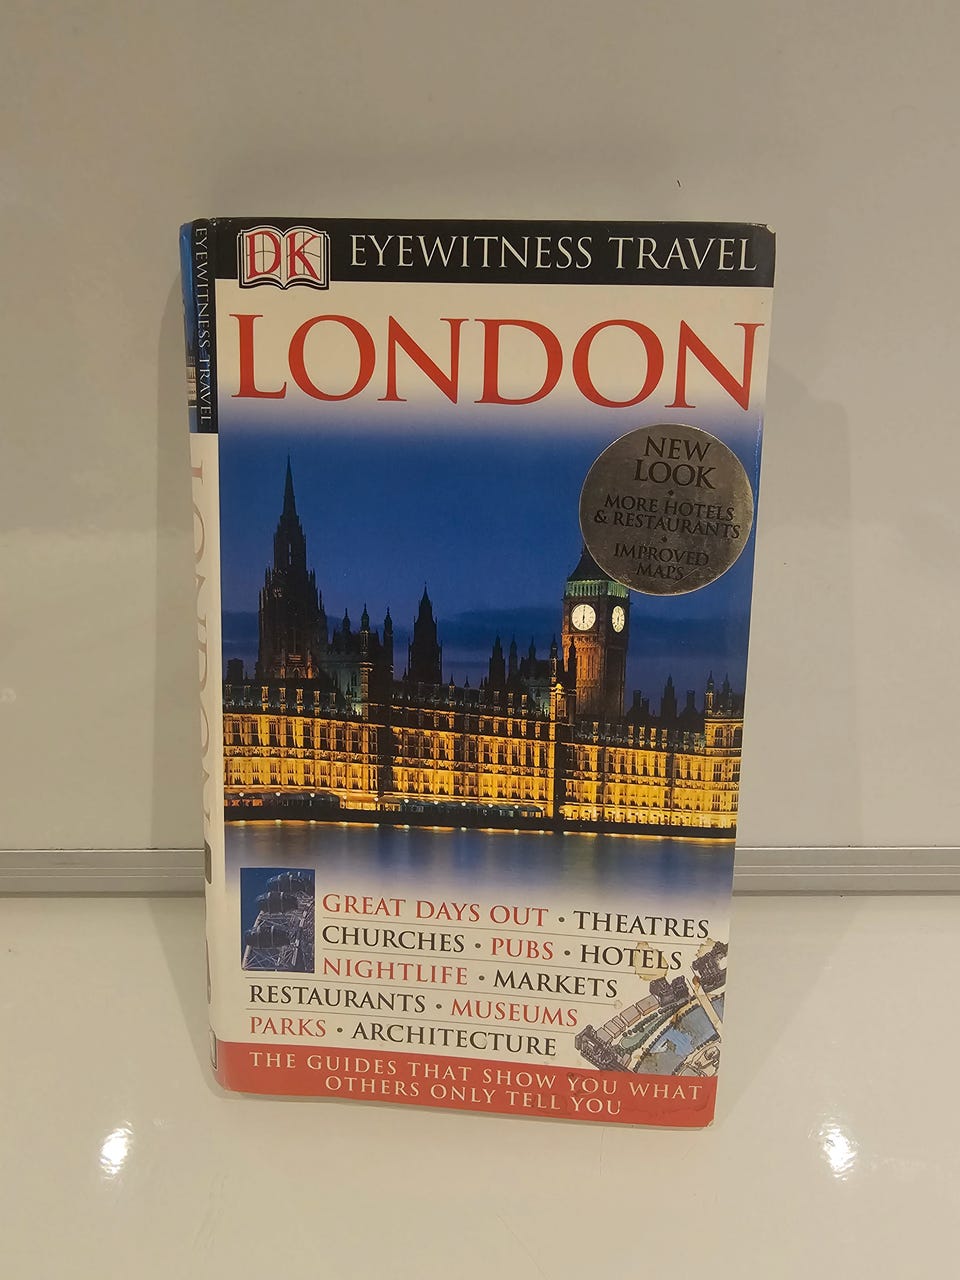 DK EYEWITNESS TRAVEL
LONDON
NEW
LOOK
•
MORE HOTELS
& RESTAURANTS
•
IMPROVED
MAPS
GREAT DAYS OUT • THEATRES
CHURCHES • PUBS • HOTELS
NIGHTLIFE • MARKETS
RESTAURANTS • MUSEUMS
PARKS • ARCHITECTURE
THE GUIDES THAT SHOW YOU WHAT
OTHERS ONLY TELL YOU
EYEWITNESS TRAVEL
LONDON